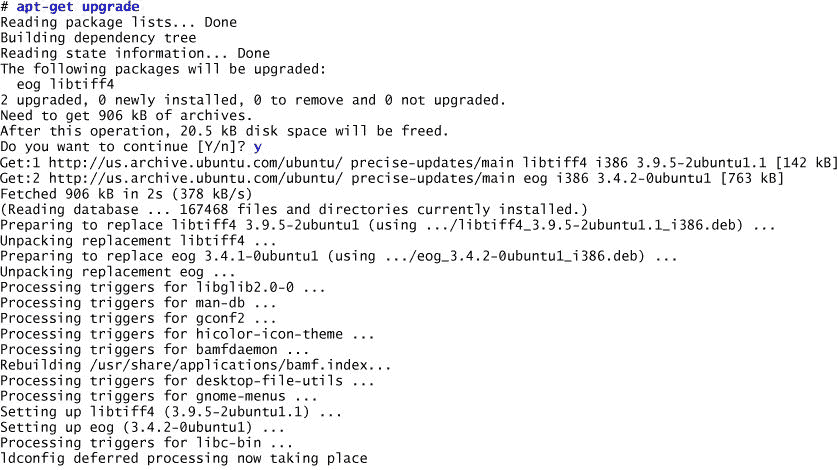 # apt-get upgrade
Reading package lists... Done
Building dependency tree
Reading state information... Done
The following packages will be upgraded:
  eog libtiff4
2 upgraded, 0 newly installed, 0 to remove and 0 not upgraded.
Need to get 906 kB of archives.
After this operation, 20.5 kB disk space will be freed.
Do you want to continue [Y/n]? y
Get:1 http://us.archive.ubuntu.com/ubuntu/ precise-updates/main libtiff4 i386 3.9.5-2ubuntu1.1 [142 kB]
Get:2 http://us.archive.ubuntu.com/ubuntu/ precise-updates/main eog i386 3.4.2-0ubuntu1 [763 kB]
Fetched 906 kB in 2s (378 kB/s)
(Reading database ... 167468 files and directories currently installed.)
Preparing to replace libtiff4 3.9.5-2ubuntu1 (using .../libtiff4_3.9.5-2ubuntu1.1_i386.deb) ...
Unpacking replacement libtiff4 ...
Preparing to replace eog 3.4.1-0ubuntu1 (using .../eog_3.4.2-0ubuntu1_i386.deb) ...
Unpacking replacement eog ...
Processing triggers for libglib2.0-0 ...
Processing triggers for man-db ...
Processing triggers for gconf2 ...
Processing triggers for hicolor-icon-theme ...
Processing triggers for bamfdaemon ...
Rebuilding /usr/share/applications/bamf.index...
Processing triggers for desktop-file-utils ...
Processing triggers for gnome-menus ...
Setting up libtiff4 (3.9.5-2ubuntu1.1) ...
Setting up eog (3.4.2-0ubuntu1) ...
Processing triggers for libc-bin ...
ldconfig deferred processing now taking place